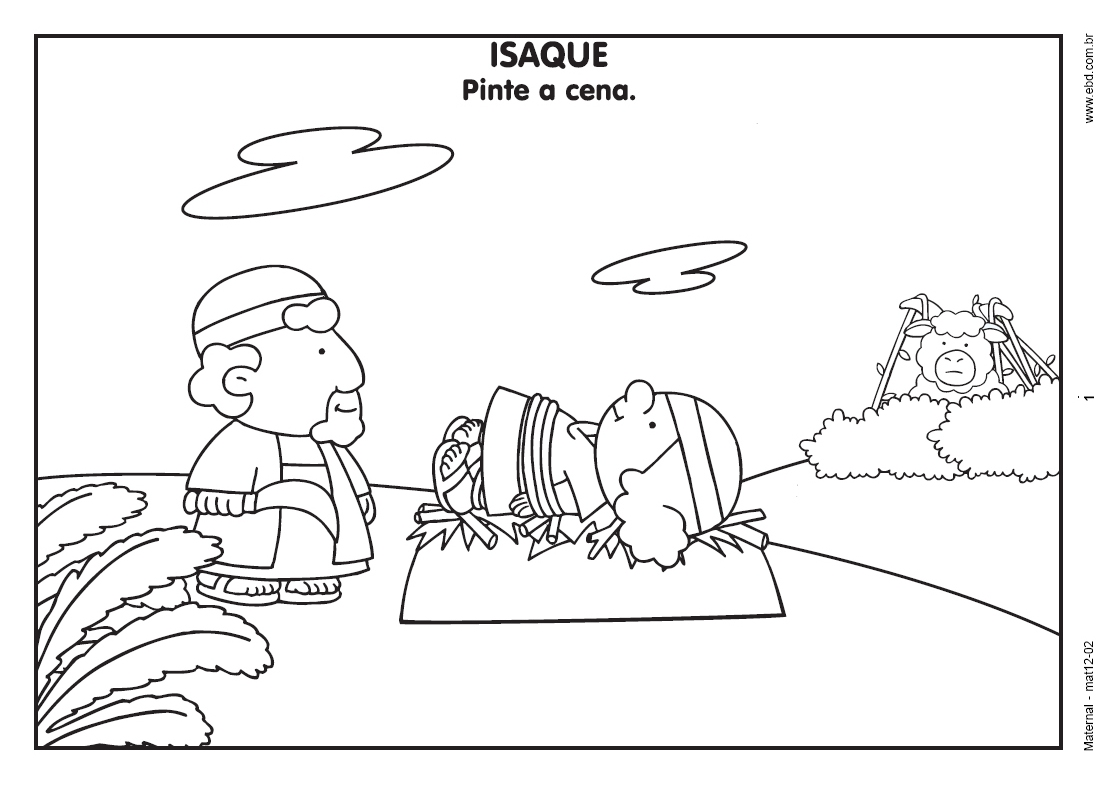 ISAQUE
Pinte a cena.
www.ebd.com.br
1
Maternal - mat12-02